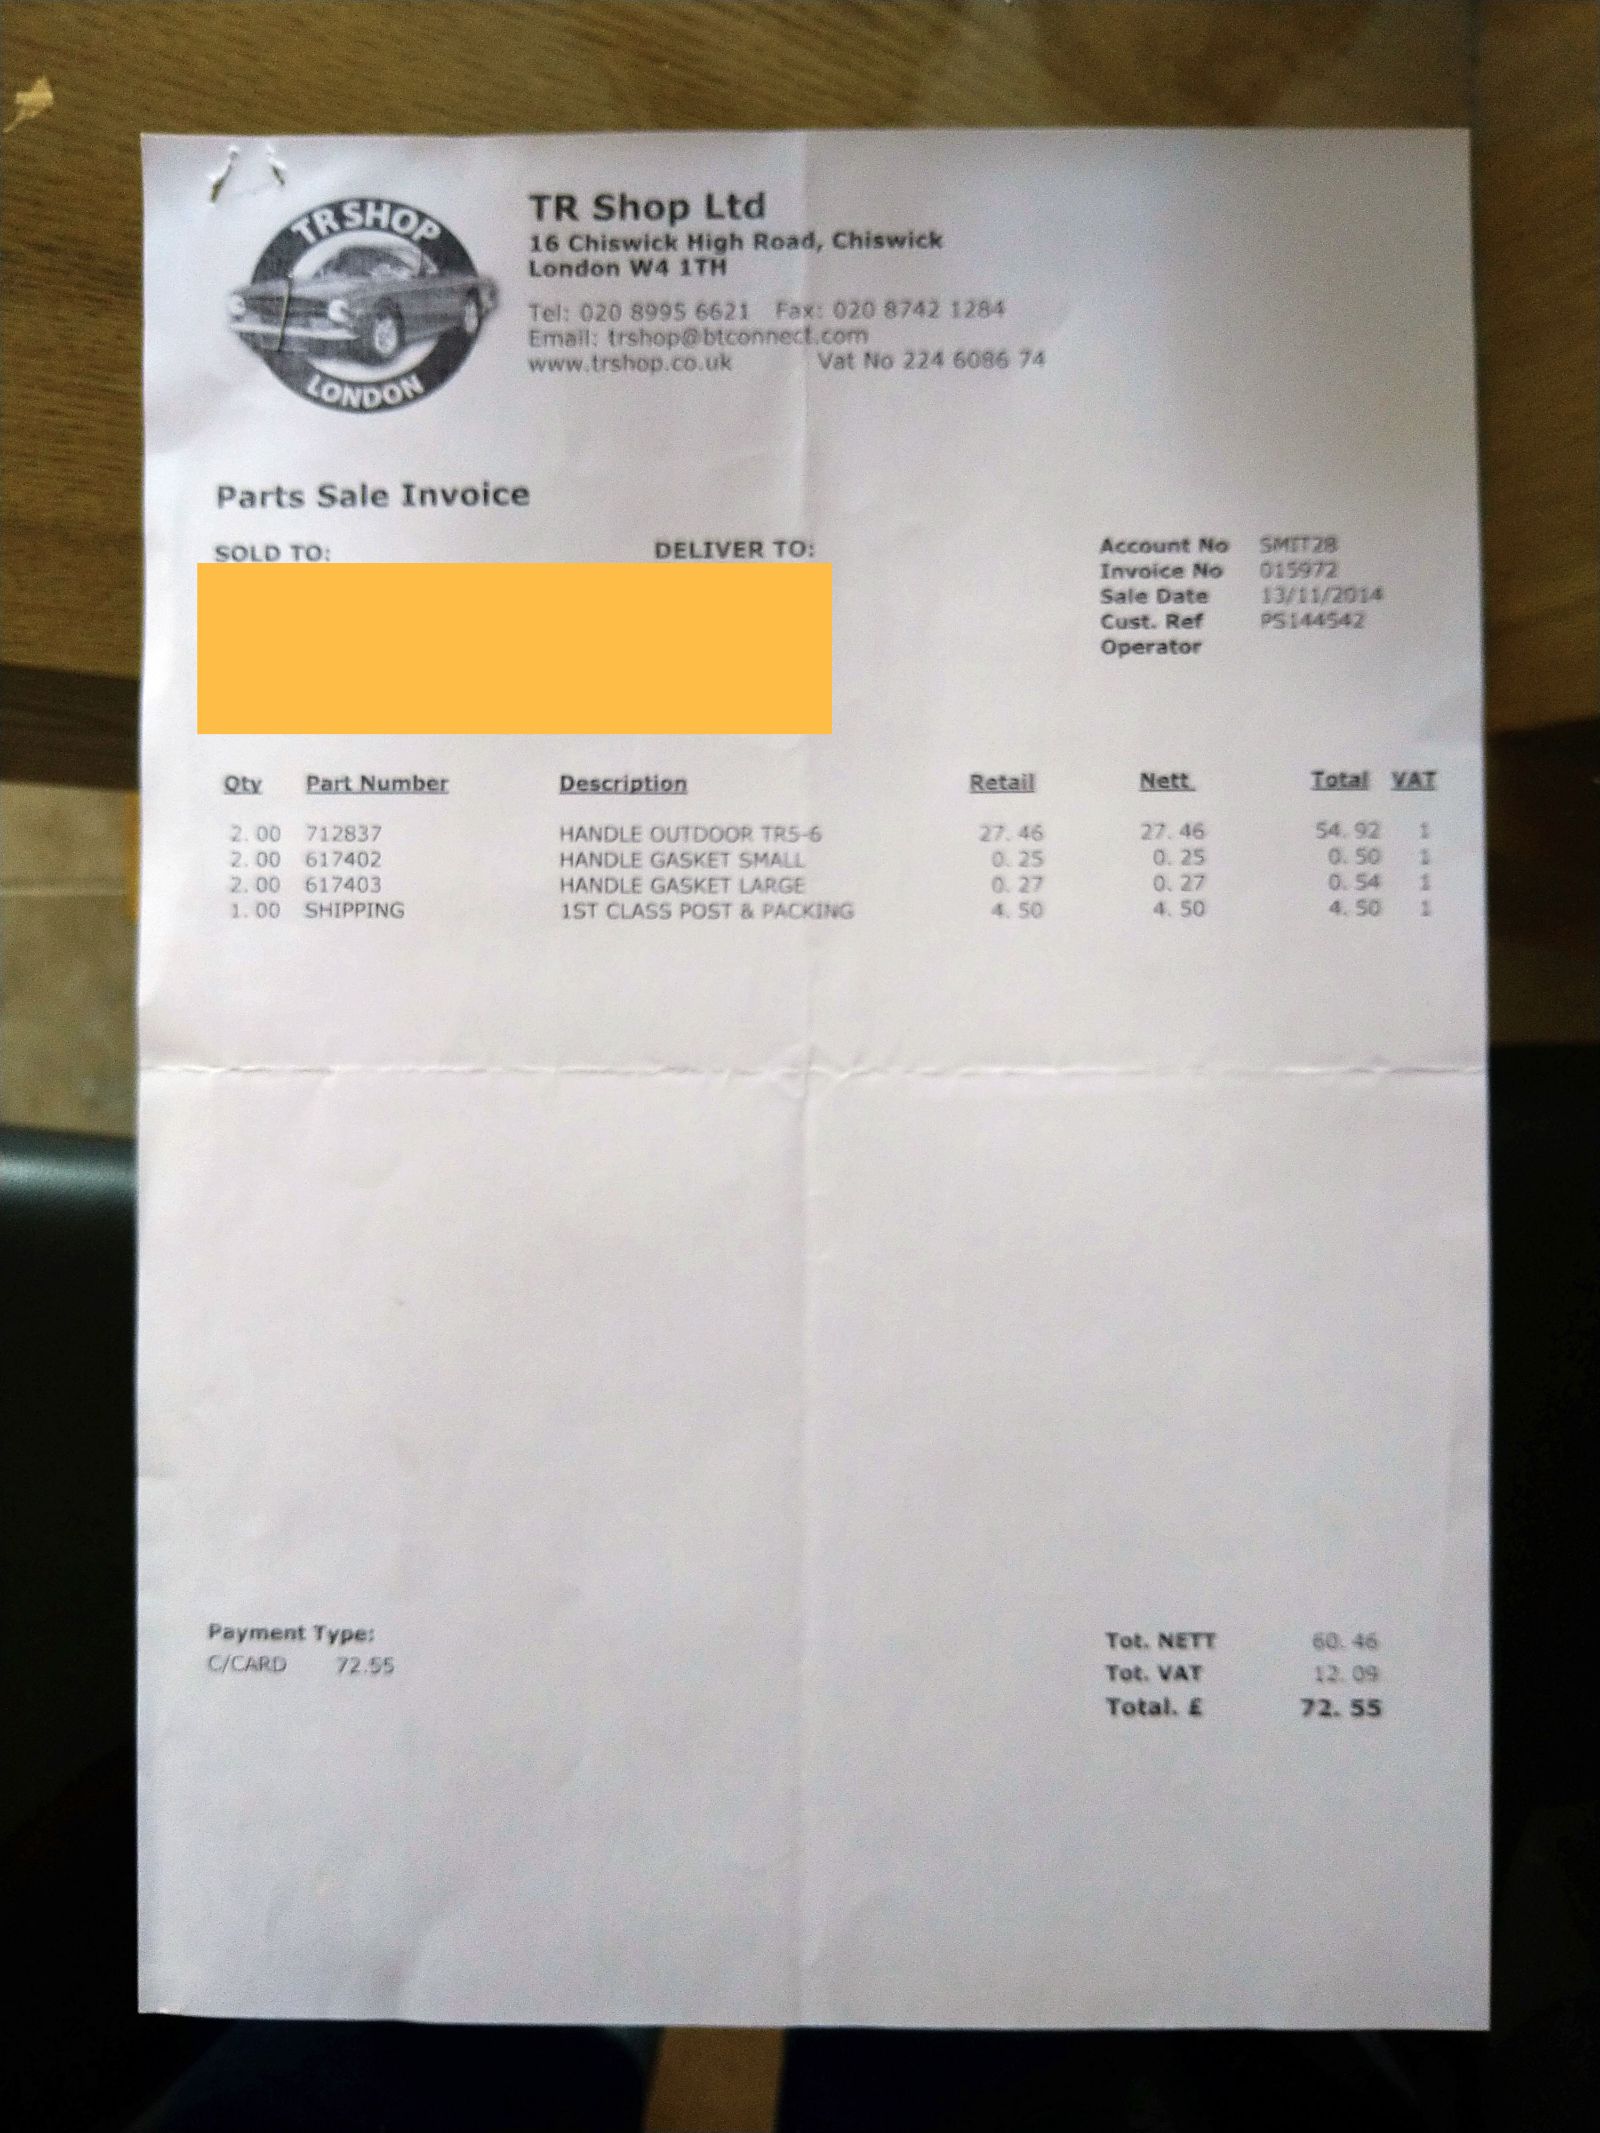 TR SHOP
LONDON
TR Shop Ltd
16 Chiswick High Road, Chiswick
London W4 1TH
Tel: 020 8995 6621 Fax: 020 8742 1284
Email: trshop@btconnect.com
www.trshop.co.uk Vat No 224 6086 74
Parts Sale Invoice
SOLD TO: DELIVER TO:
Account No SMIT28
Invoice No 015972
Sale Date 13/11/2014
Cust. Ref PS144542
Operator
Qty Part Number Description Retail Nett Total VAT
2.00 712837 HANDLE OUTDOOR TR5-6 27.46 27.46 54.92 1
2.00 617402 HANDLE GASKET SMALL 0.25 0.25 0.50 1
2.00 617403 HANDLE GASKET LARGE 0.27 0.27 0.54 1
1.00 SHIPPING 1ST CLASS POST & PACKING 4.50 4.50 4.50 1
Payment Type:
C/CARD 72.55
Tot. NETT 60.46
Tot. VAT 12.09
Total. £ 72.55